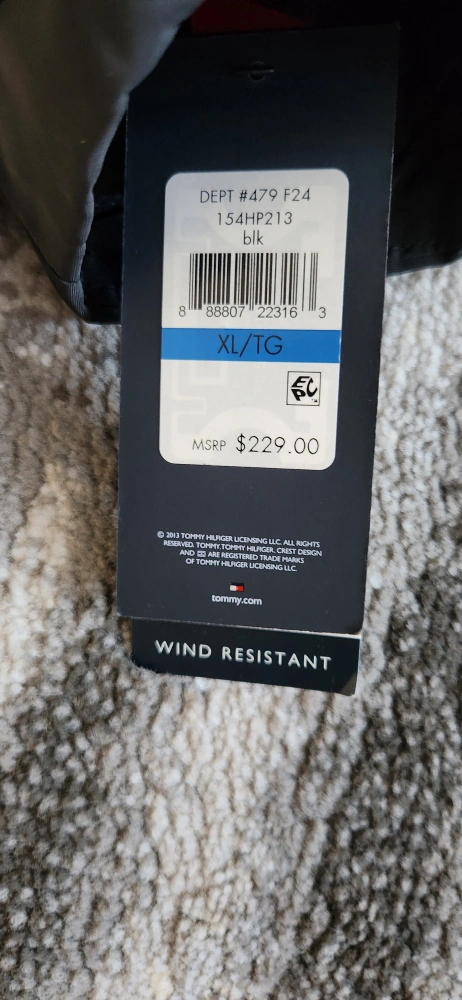 DEPT #479 F24
154HP213
blk
8 88807 22316 3
XL/TG
EPC
MSRP $229.00
© 2013 TOMMY HILFIGER LICENSING LLC. ALL RIGHTS
RESERVED. TOMMY,TOMMY HILFIGER, CREST DESIGN
AND ARE REGISTERED TRADE MARKS
OF TOMMY HILFIGER LICENSING LLC.
tommy.com
WIND RESISTANT